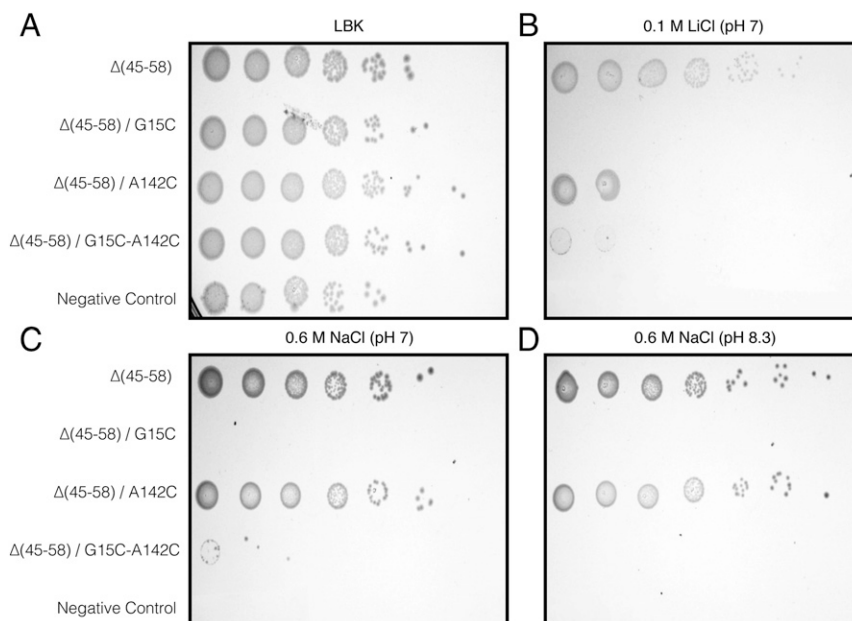 A
LBK
Δ(45-58)
Δ(45-58) / G15C
Δ(45-58) / A142C
Δ(45-58) / G15C-A142C
Negative Control
B
0.1 M LiCl (pH 7)
C
0.6 M NaCl (pH 7)
Δ(45-58)
Δ(45-58) / G15C
Δ(45-58) / A142C
Δ(45-58) / G15C-A142C
Negative Control
D
0.6 M NaCl (pH 8.3)